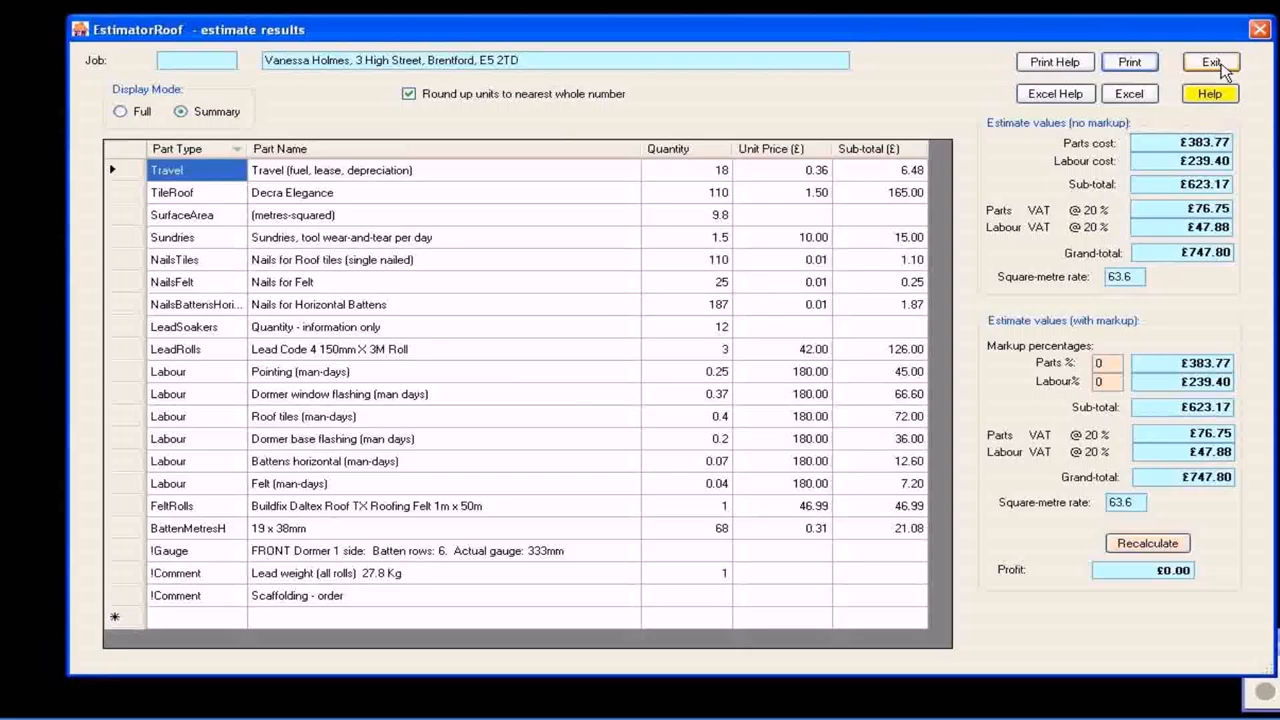 EstimatorRoof - estimate results
Job: Vanessa Holmes, 3 High Street, Brentford, E5 2TD
Print Help Print Exit
Display Mode:
Full Summary
Round up units to nearest whole number
Excel Help Excel Help
Part Type Part Name Quantity Unit Price (£) Sub-total (£)
Travel Travel (fuel, lease, depreciation) 18 0.36 6.48
TileRoof Decra Elegance 110 1.50 165.00
SurfaceArea (metres-squared) 9.8
Sundries Sundries, tool wear-and-tear per day 1.5 10.00 15.00
NailsTiles Nails for Roof tiles (single nailed) 110 0.01 1.10
NailsFelt Nails for Felt 25 0.01 0.25
NailsBattensHori... Nails for Horizontal Battens 187 0.01 1.87
LeadSoakers Quantity - information only 12
LeadRolls Lead Code 4 150mm X 3M Roll 3 42.00 126.00
Labour Pointing (man-days) 0.25 180.00 45.00
Labour Dormer window flashing (man days) 0.37 180.00 66.60
Labour Roof tiles (man-days) 0.4 180.00 72.00
Labour Dormer base flashing (man days) 0.2 180.00 36.00
Labour Battens horizontal (man-days) 0.07 180.00 12.60
Labour Felt (man-days) 0.04 180.00 7.20
FeltRolls Buildfix Daltex Roof TX Roofing Felt 1m x 50m 1 46.99 46.99
BattenMetresH 19 x 38mm 68 0.31 21.08
!Gauge FRONT Dormer 1 side: Batten rows: 6. Actual gauge: 333mm
!Comment Lead weight (all rolls) 27.8 Kg 1
!Comment Scaffolding - order
Estimate values (no markup):
Parts cost: £383.77
Labour cost: £239.40
Sub-total: £623.17
Parts VAT @ 20 % £76.75
Labour VAT @ 20 % £47.88
Grand-total: £747.80
Square-metre rate: 63.6
Estimate values (with markup):
Markup percentages:
Parts %: 0 £383.77
Labour% 0 £239.40
Sub-total: £623.17
Parts VAT @ 20 % £76.75
Labour VAT @ 20 % £47.88
Grand-total: £747.80
Square-metre rate: 63.6
Recalculate
Profit: £0.00